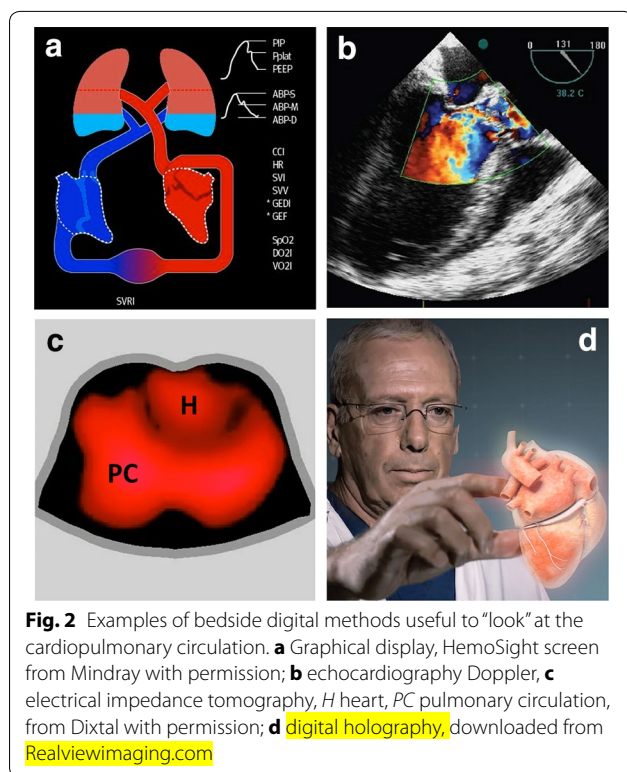 a
PIP
Pplat
PEEP
ABP-S
ABP-M
ABP-D
CCI
HR
SVI
SVV
* GEDI
* GEF
SpO2
DO2I
VO2I
SVRI
b
0 131 180
38.2 C
c
H
PC
d
Fig. 2 Examples of bedside digital methods useful to “look” at the
cardiopulmonary circulation. a Graphical display, HemoSight screen
from Mindray with permission; b echocardiography Doppler, c
electrical impedance tomography, H heart, PC pulmonary circulation,
from Dixtal with permission; d digital holography, downloaded from
Realviewimaging.com